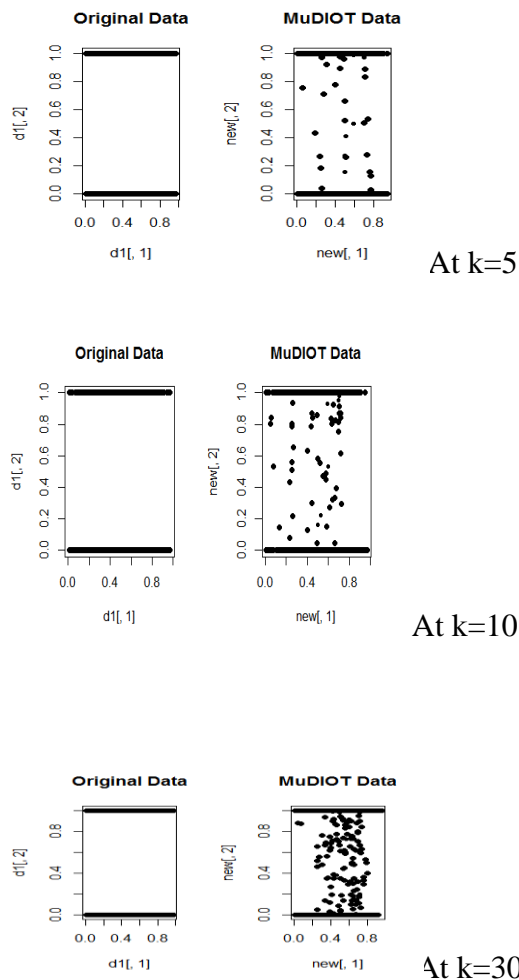 Original Data MuDIOT Data
d1[, 2]
0.0 0.2 0.4 0.6 0.8 1.0
new[, 2]
0.0 0.2 0.4 0.6 0.8 1.0
0.0 0.4 0.8 0.0 0.4 0.8
d1[, 1] new[, 1]
At k=5
Original Data MuDIOT Data
d1[, 2]
0.0 0.2 0.4 0.6 0.8 1.0
new[, 2]
0.0 0.2 0.4 0.6 0.8 1.0
0.0 0.4 0.8 0.0 0.4 0.8
d1[, 1] new[, 1]
At k=10
Original Data MuDIOT Data
d1[, 2]
0.0 0.4 0.8
new[, 2]
0.0 0.4 0.8
0.0 0.4 0.8 0.0 0.4 0.8
d1[, 1] new[, 1]
At k=30